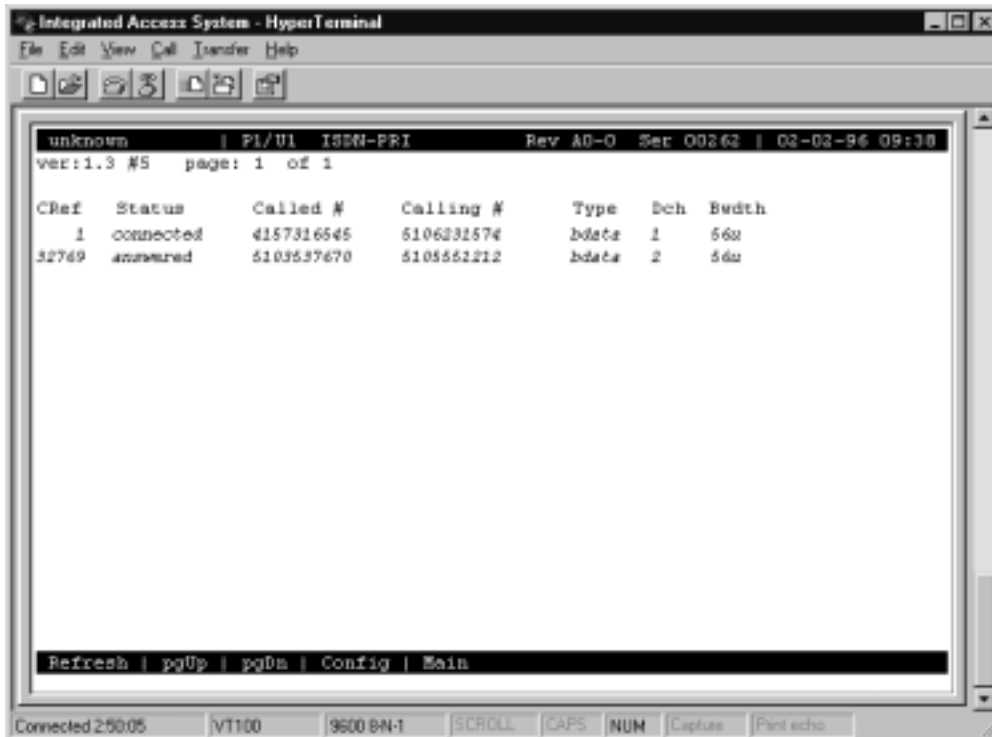 Integrated Access System - HyperTerminal
File Edit View Call Transfer Help
unknown | P1/U1 ISDN-PRI Rev A0-0 Ser 00262 | 02-02-96 09:38
ver:1.3 #5 page: 1 of 1
CRef Status Called # Calling # Type Dch Bwdth
1 connected 4157316545 5106231574 bdata 1 56u
32769 answered 5103537670 5105551212 bdata 2 56u
Refresh | pgUp | pgDn | Config | Main
Connected 2:50:05 VT100 9600 8-N-1 SCROLL CAPS NUM Capture Print echo